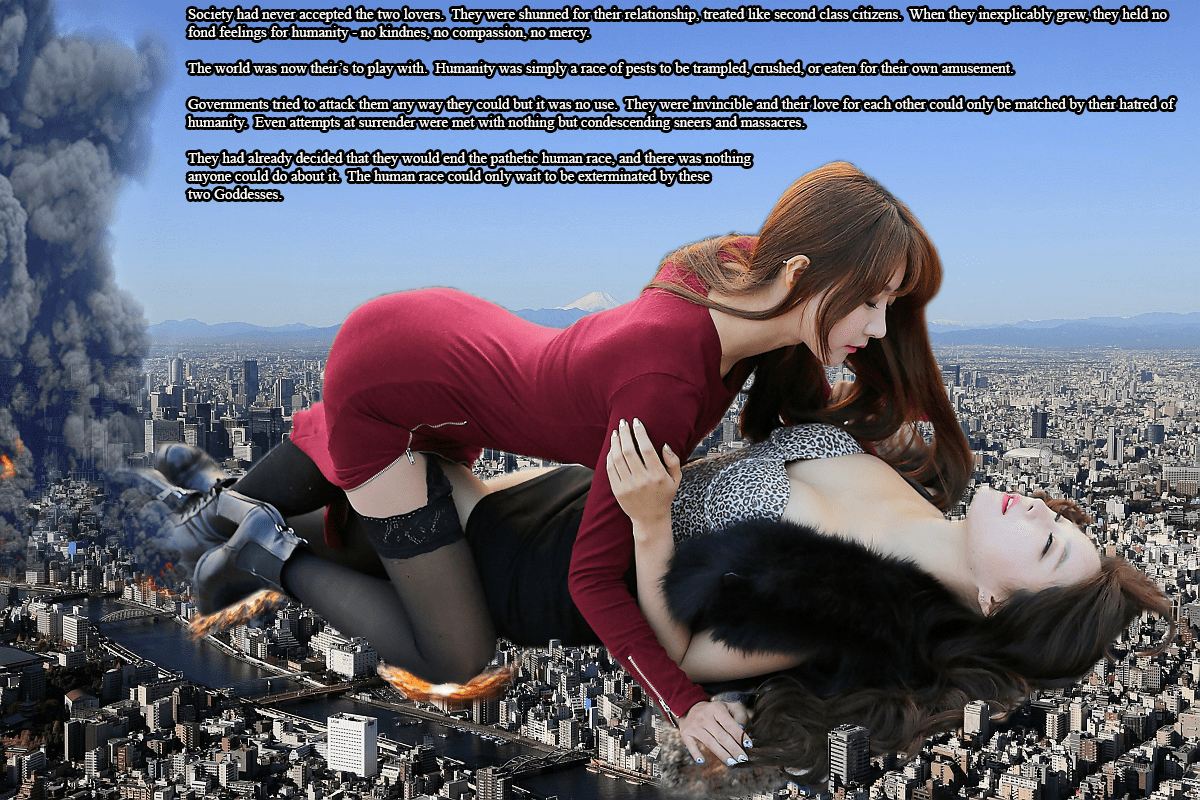 Society had never accepted the two lovers.  They were shunned for their relationship, treated like second class citizens.  When they inexplicably grew, they held no
fond feelings for humanity - no kindnes, no compassion, no mercy.
The world was now their's to play with.  Humanity was simply a race of pests to be trampled, crushed, or eaten for their own amusement.
Governments tried to attack them any way they could but it was no use.  They were invincible and their love for each other could only be matched by their hatred of
humanity.  Even attempts at surrender were met with nothing but condescending sneers and massacres.
They had already decided that they would end the pathetic human race, and there was nothing
anyone could do about it.  The human race could only wait to be exterminated by these
two Goddesses.